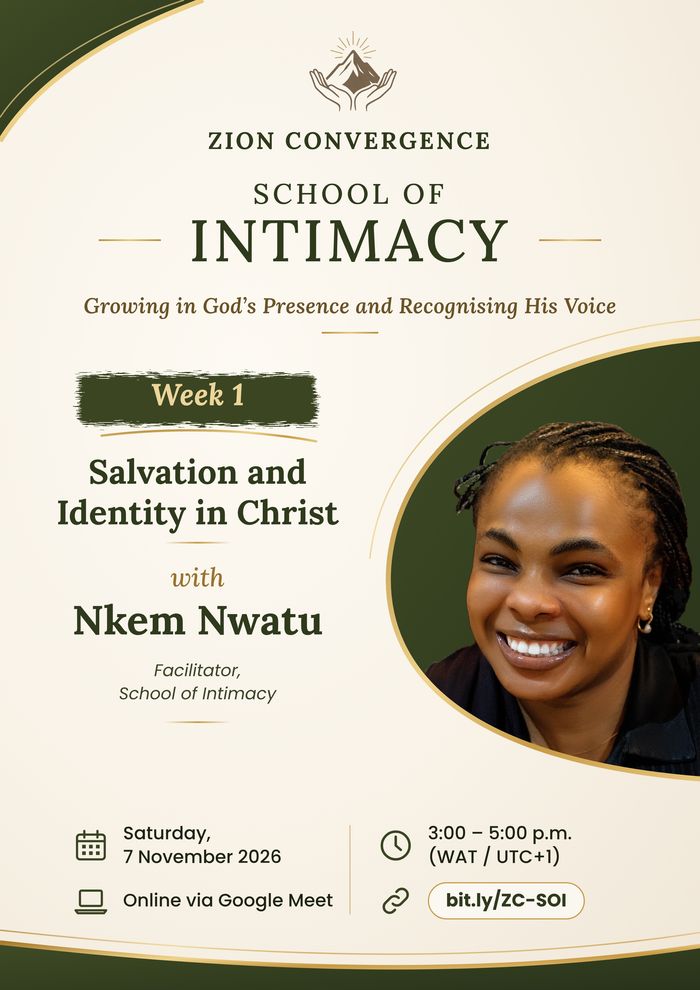 ZION CONVERGENCE
SCHOOL OF
INTIMACY
Growing in God’s Presence and Recognising His Voice
Week 1
Salvation and
Identity in Christ
with
Nkem Nwatu
Facilitator,
School of Intimacy
Saturday,
7 November 2026
3:00 – 5:00 p.m.
(WAT / UTC+1)
Online via Google Meet
bit.ly/ZC-SOI